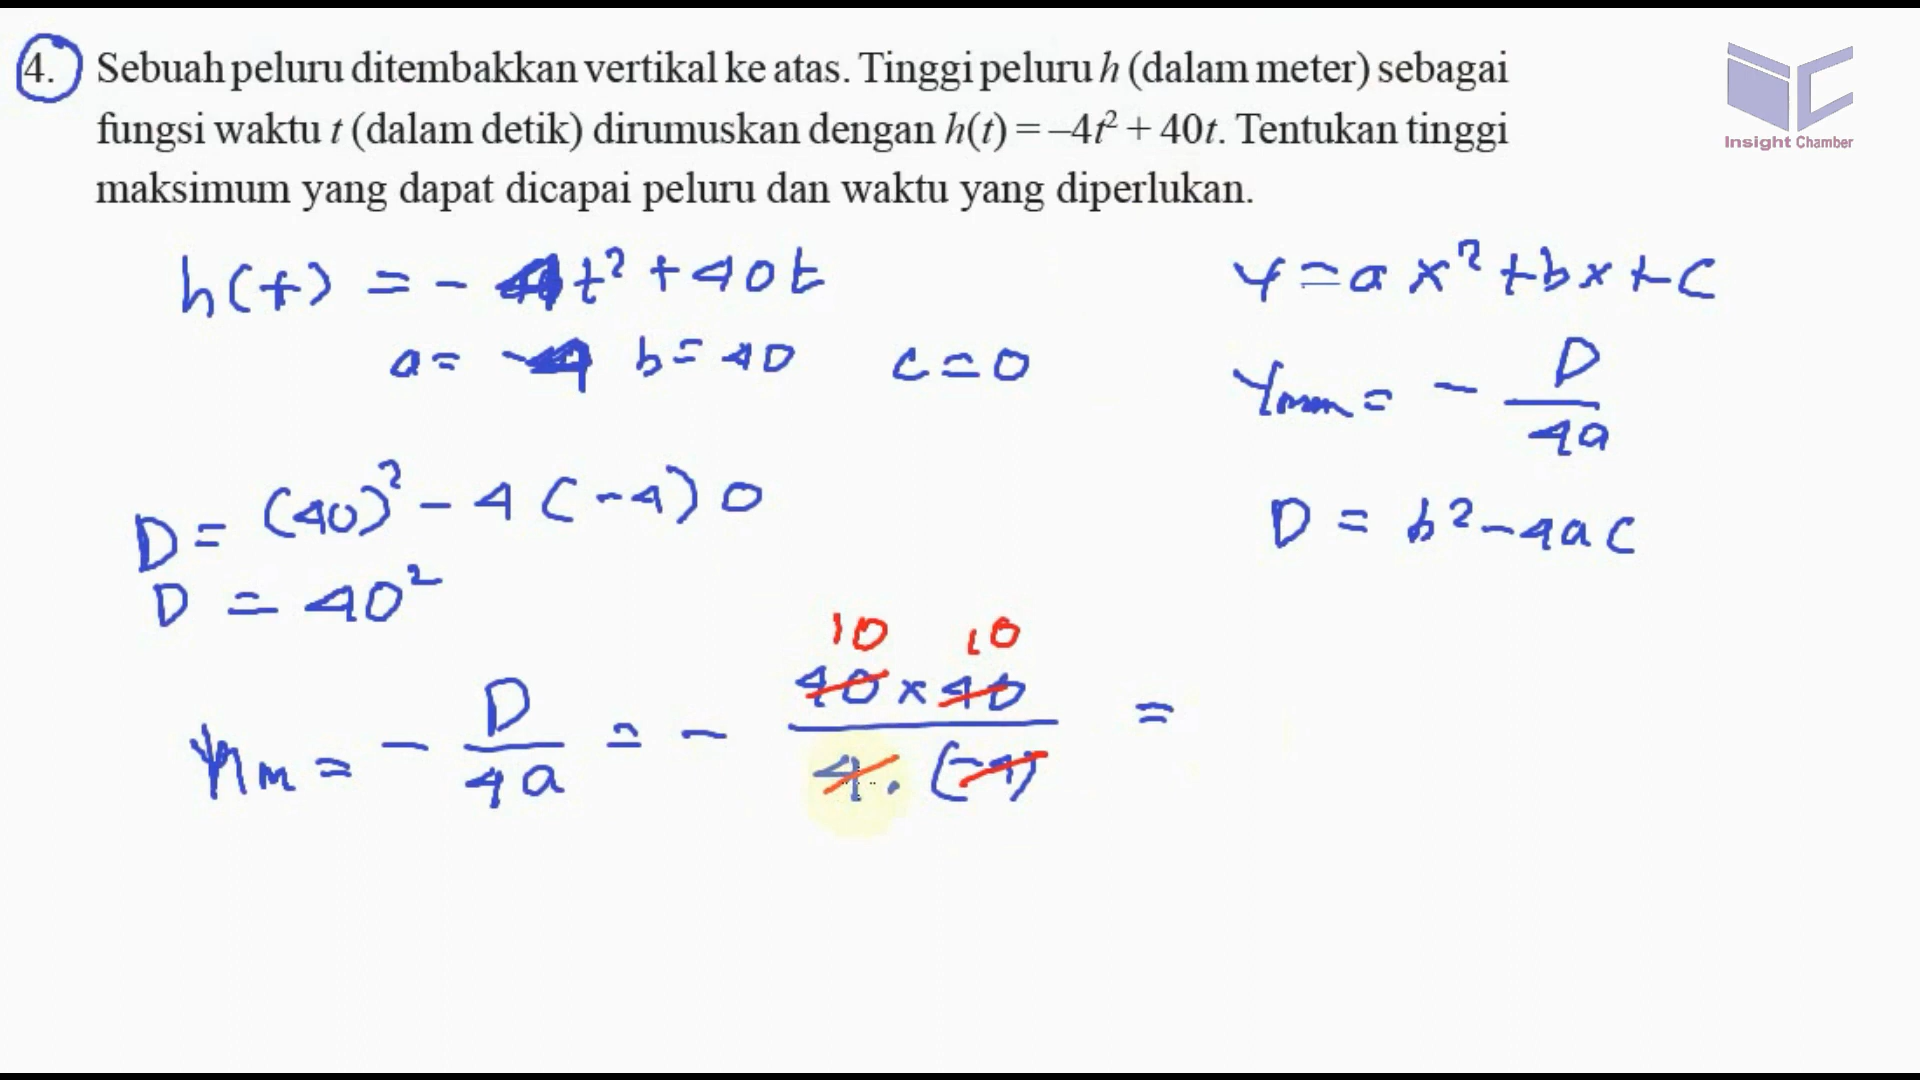 4. Sebuah peluru ditembakkan vertikal ke atas. Tinggi peluru h (dalam meter) sebagai
fungsi waktu t (dalam detik) dirumuskan dengan h(t) = –4t² + 40t. Tentukan tinggi
maksimum yang dapat dicapai peluru dan waktu yang diperlukan.
Insight Chamber
h(t) = - 4t² + 40t
y = ax² + bx + c
a = -4 b = 40 c = 0
- D
4a
D = (40)² - 4 (-4) 0
D = b² - 4ac
D = 40²
10 10
= - D/4a = - 40 x 40 / 4 . (-4) =